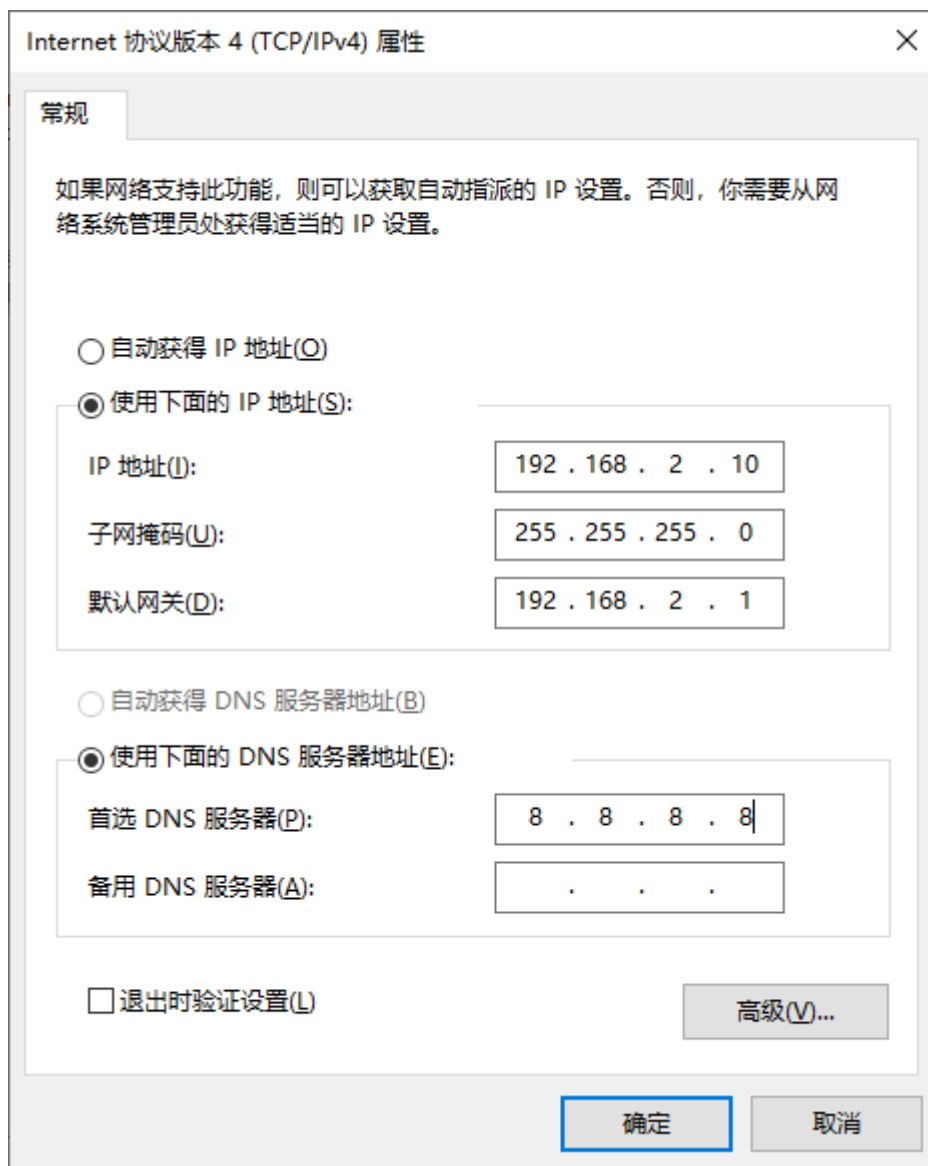 Internet 协议版本 4 (TCP/IPv4) 属性
常规
如果网络支持此功能，则可以获取自动指派的 IP 设置。否则，你需要从网
络系统管理员处获得适当的 IP 设置。
自动获得 IP 地址(O)
使用下面的 IP 地址(S):
IP 地址(I): 192 . 168 . 2 . 10
子网掩码(U): 255 . 255 . 255 . 0
默认网关(D): 192 . 168 . 2 . 1
自动获得 DNS 服务器地址(B)
使用下面的 DNS 服务器地址(E):
首选 DNS 服务器(P): 8 . 8 . 8 . 8
备用 DNS 服务器(A): . . .
退出时验证设置(L)
高级(V)...
确定 取消